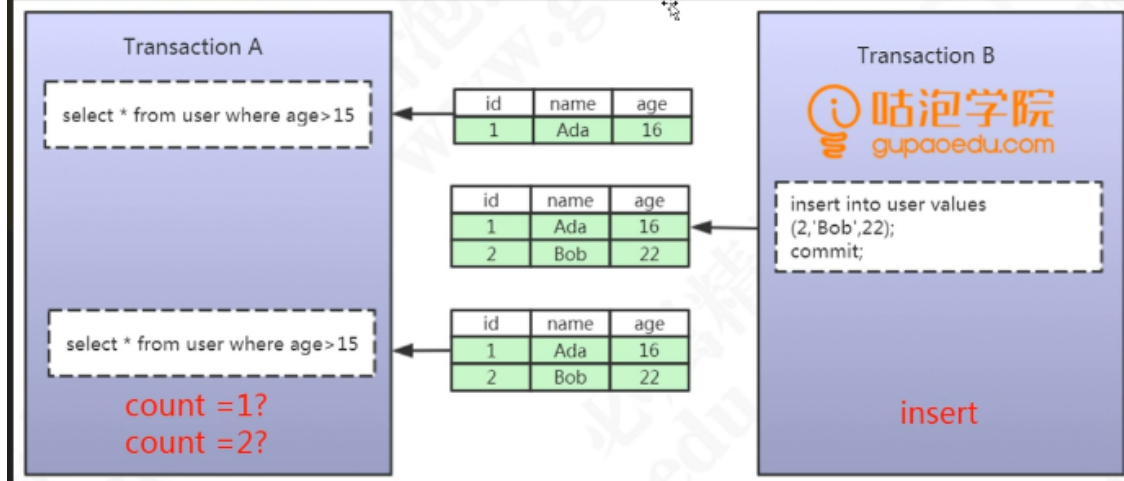 Transaction A
select * from user where age>15
id name age
1 Ada 16
Transaction B
咕泡学院
gupaoedu.com
id name age
1 Ada 16
2 Bob 22
insert into user values
(2,'Bob',22);
commit;
select * from user where age>15
id name age
1 Ada 16
2 Bob 22
count =1?
count =2?
insert